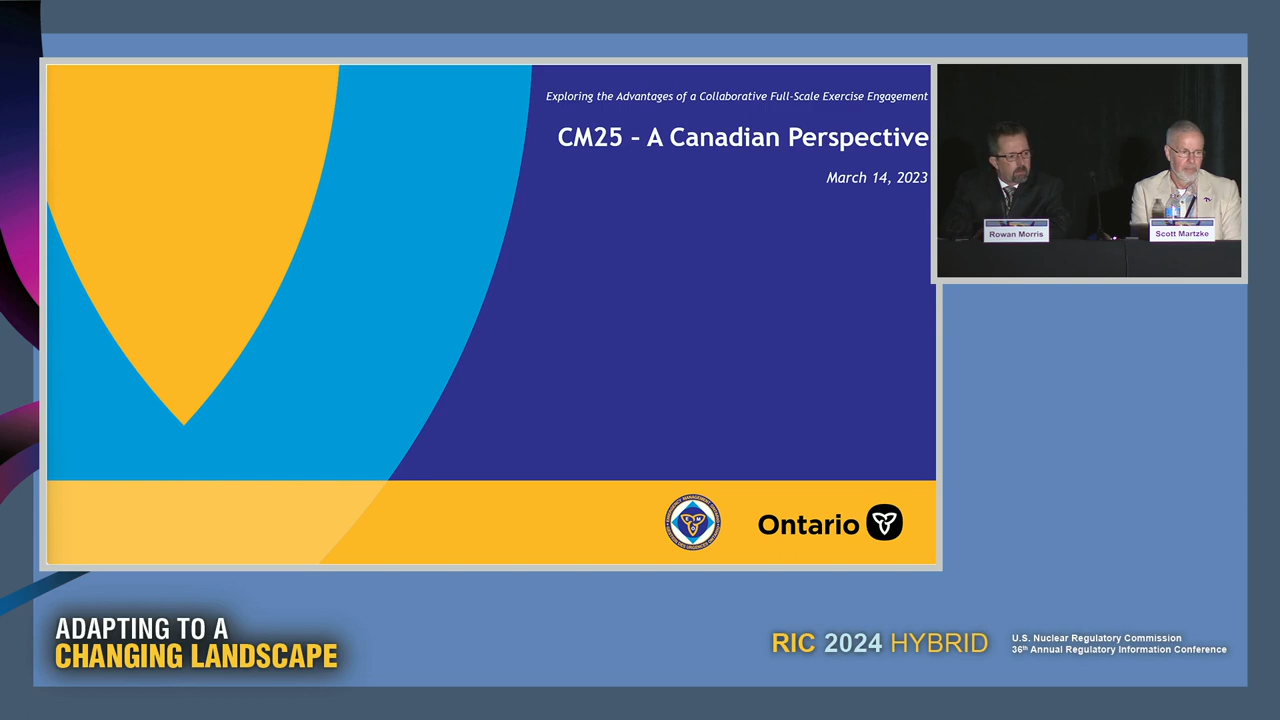 Exploring the Advantages of a Collaborative Full-Scale Exercise Engagement
CM25 – A Canadian Perspective
March 14, 2023
Rowan Morris
Scott Martzke
Ontario
ADAPTING TO A
CHANGING LANDSCAPE
RIC 2024 HYBRID
U.S. Nuclear Regulatory Commission
36th Annual Regulatory Information Conference